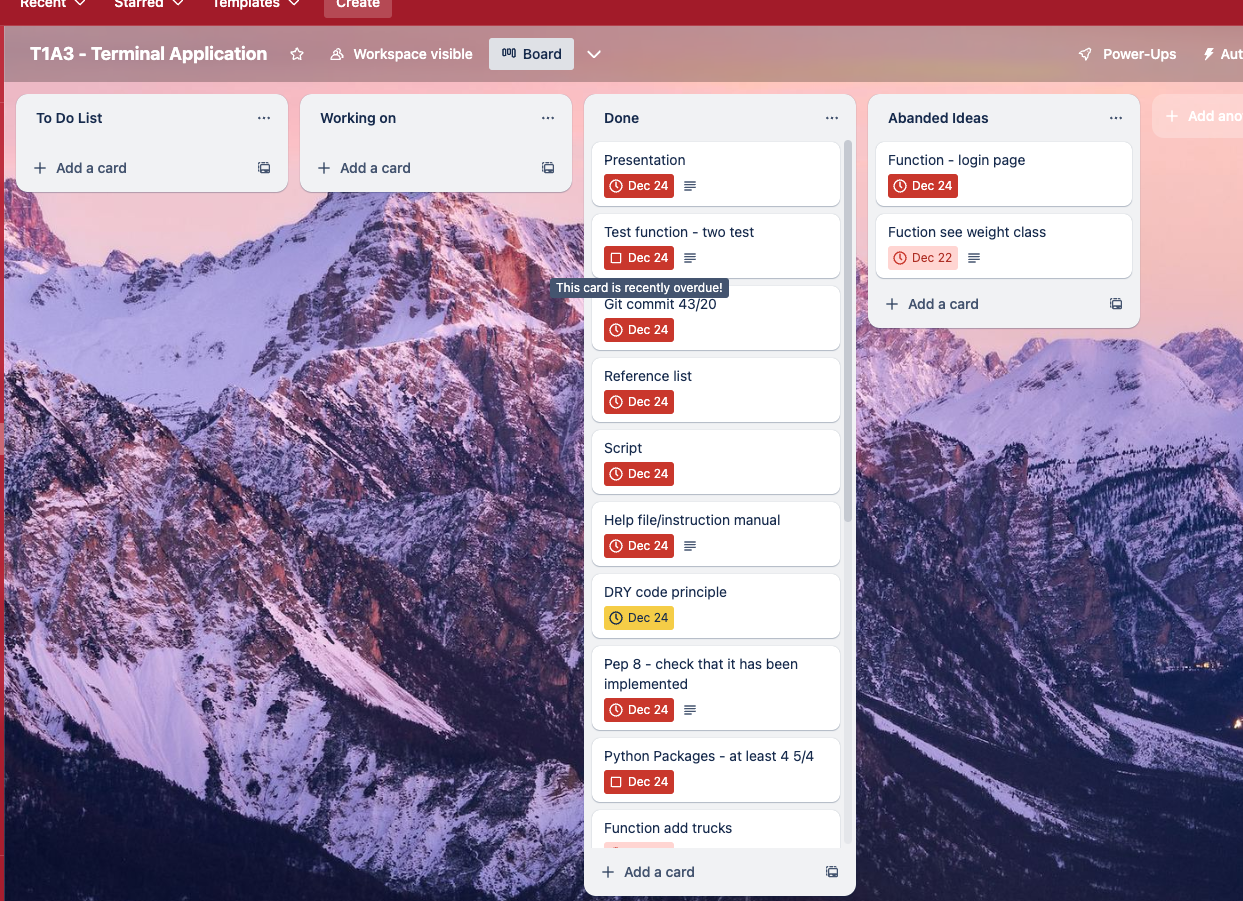 Recent
Starred
Templates
Create
T1A3 - Terminal Application
Workspace visible
Board
Power-Ups
To Do List
Add a card
Working on
Add a card
Done
Presentation
Dec 24
Test function - two test
Dec 24
This card is recently overdue!
Git commit 43/20
Dec 24
Reference list
Dec 24
Script
Dec 24
Help file/instruction manual
Dec 24
DRY code principle
Dec 24
Pep 8 - check that it has been
implemented
Dec 24
Python Packages - at least 4 5/4
Dec 24
Function add trucks
Add a card
Abanded Ideas
Function - login page
Dec 24
Fuction see weight class
Dec 22
Add a card
Add